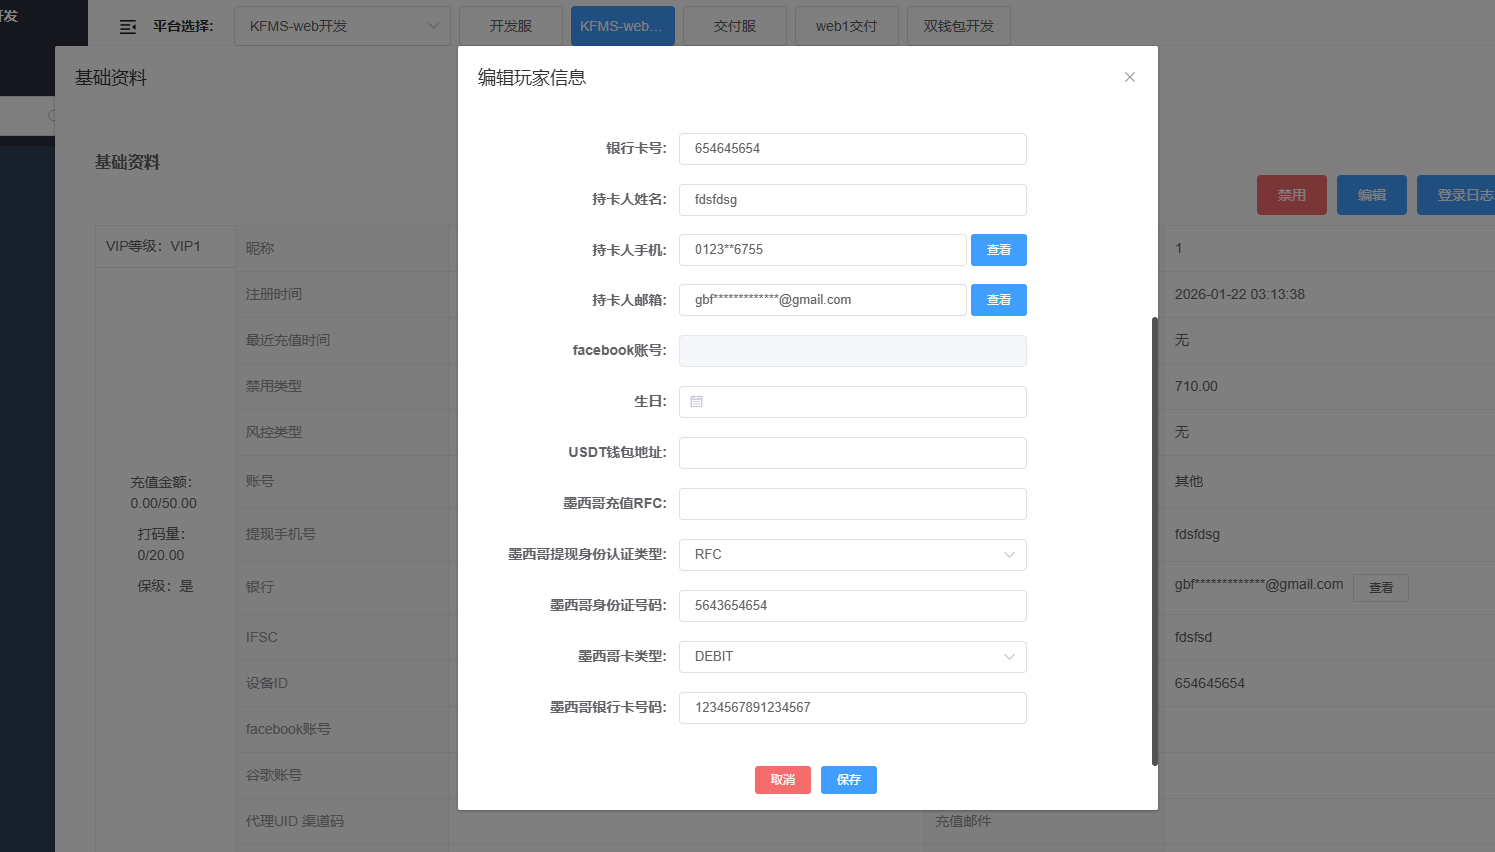 开发
平台选择:
KFMS-web开发
开发服
KFMS-web...
交付服
web1交付
双钱包开发
基础资料
基础资料
禁用
编辑
登录日志
VIP等级：VIP1
充值金额：
0.00/50.00
打码量：
0/20.00
保级：是
昵称
1
注册时间
2026-01-22 03:13:38
最近充值时间
无
禁用类型
710.00
风控类型
无
账号
其他
提现手机号
fdsfdsg
银行
gbf*************@gmail.com
查看
IFSC
fdsfsd
设备ID
654645654
facebook账号
谷歌账号
代理UID 渠道码
充值邮件
编辑玩家信息
银行卡号:
654645654
持卡人姓名:
fdsfdsg
持卡人手机:
0123**6755
查看
持卡人邮箱:
gbf*************@gmail.com
查看
facebook账号:
生日:
USDT钱包地址:
墨西哥充值RFC:
墨西哥提现身份认证类型:
RFC
墨西哥身份证号码:
5643654654
墨西哥卡类型:
DEBIT
墨西哥银行卡号码:
1234567891234567
取消
保存